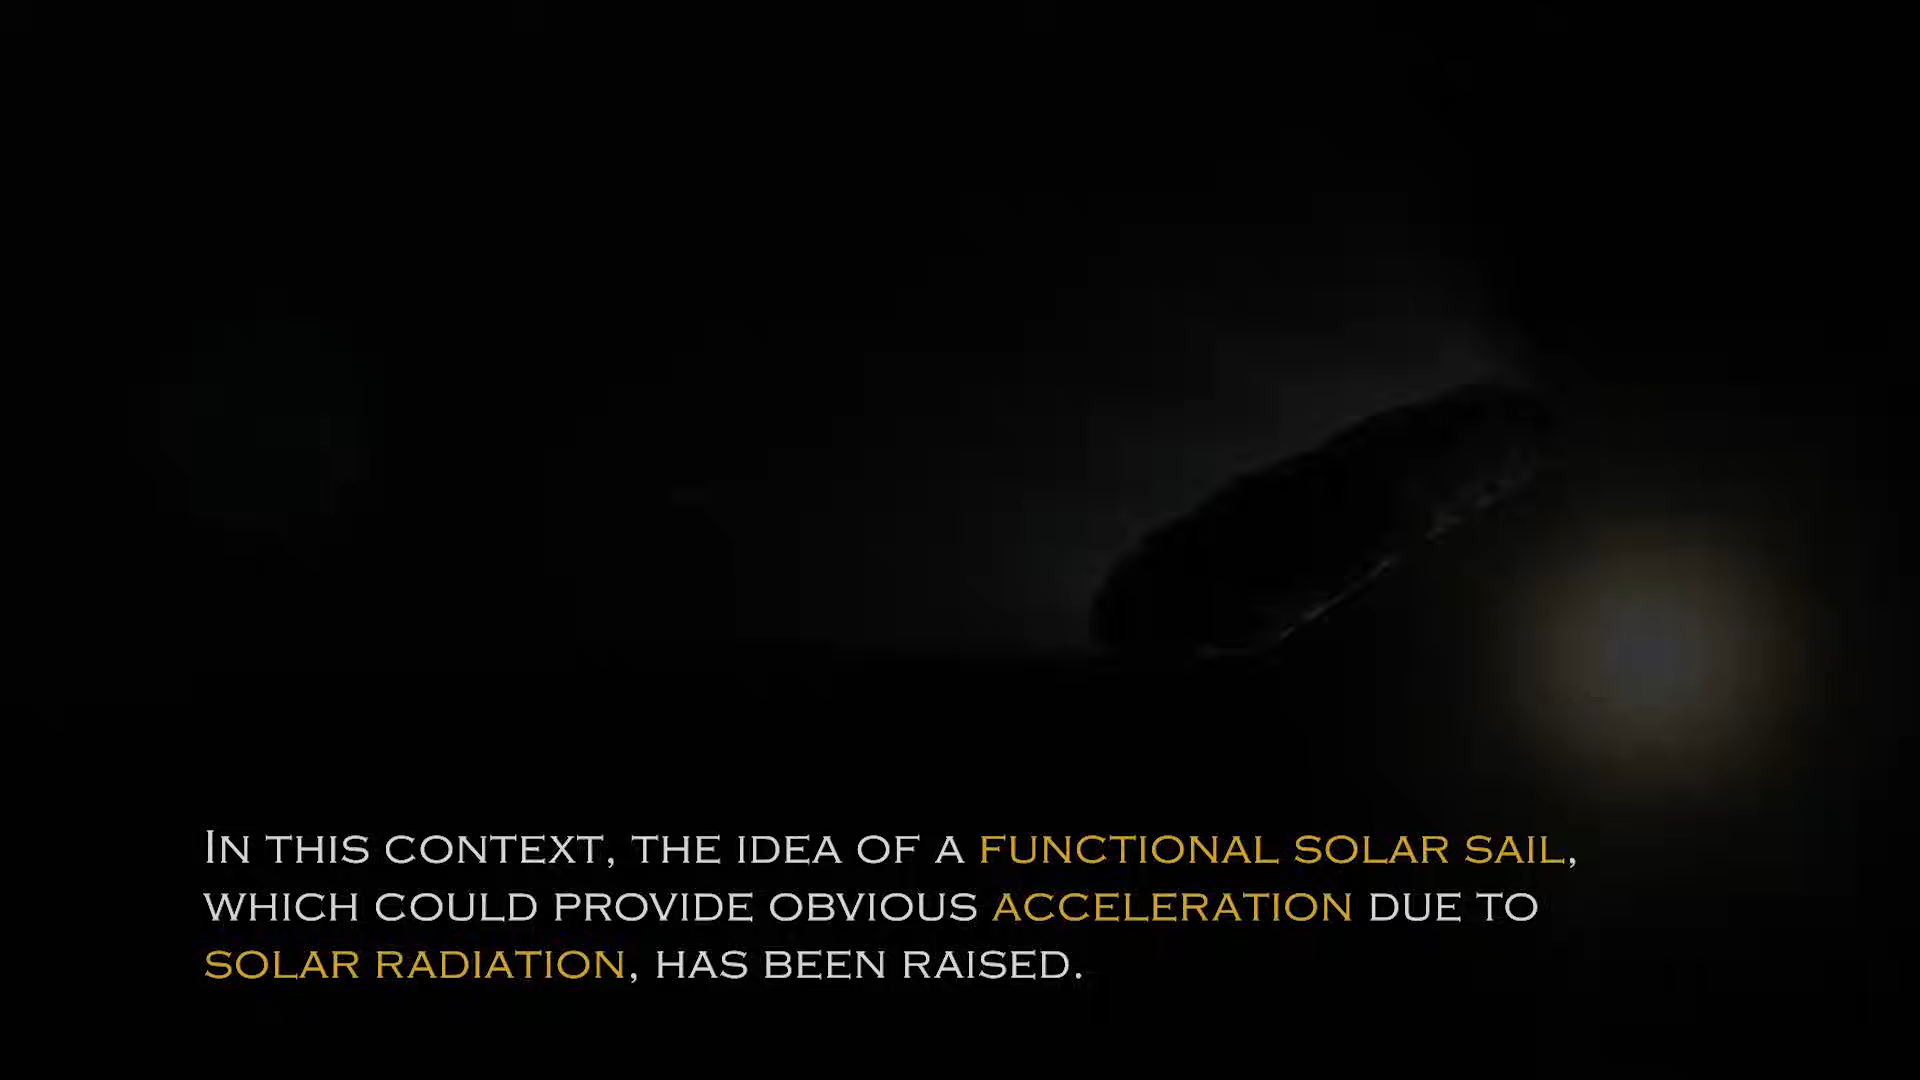 In this context, the idea of a functional solar sail,
which could provide obvious acceleration due to
solar radiation, has been raised.